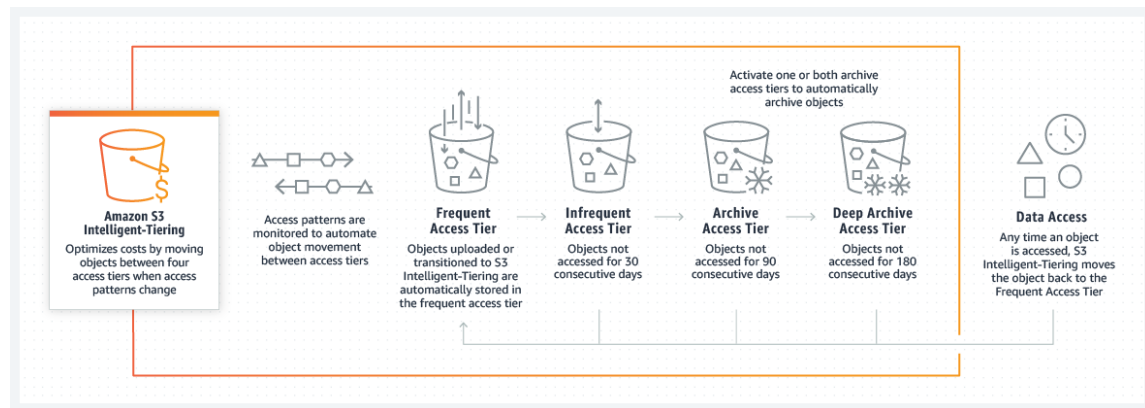 Activate one or both archive
access tiers to automatically
archive objects
Amazon S3
Intelligent-Tiering
Optimizes costs by moving
objects between four
access tiers when access
patterns change
Access patterns are
monitored to automate
object movement
between access tiers
Frequent
Access Tier
Objects uploaded or
transitioned to S3
Intelligent-Tiering are
automatically stored in
the frequent access tier
Infrequent
Access Tier
Objects not
accessed for 30
consecutive days
Archive
Access Tier
Objects not
accessed for 90
consecutive days
Deep Archive
Access Tier
Objects not
accessed for 180
consecutive days
Data Access
Any time an object
is accessed, S3
Intelligent-Tiering moves
the object back to the
Frequent Access Tier